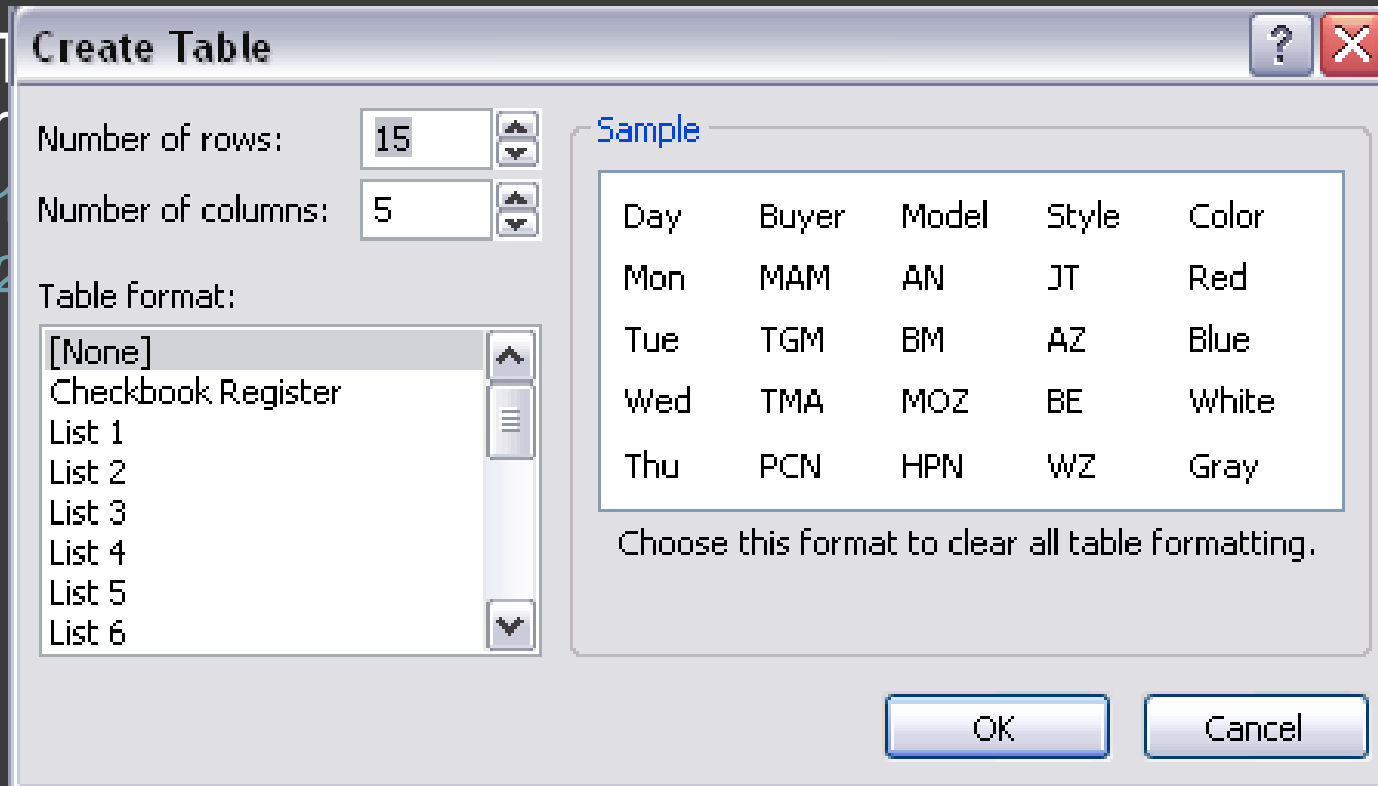 Create Table
Number of rows: 15
Number of columns: 5
Table format:
[None]
Checkbook Register
List 1
List 2
List 3
List 4
List 5
List 6
Sample
Day Buyer Model Style Color
Mon MAM AN JT Red
Tue TGM BM AZ Blue
Wed TMA MOZ BE White
Thu PCN HPN WZ Gray
Choose this format to clear all table formatting.
OK Cancel